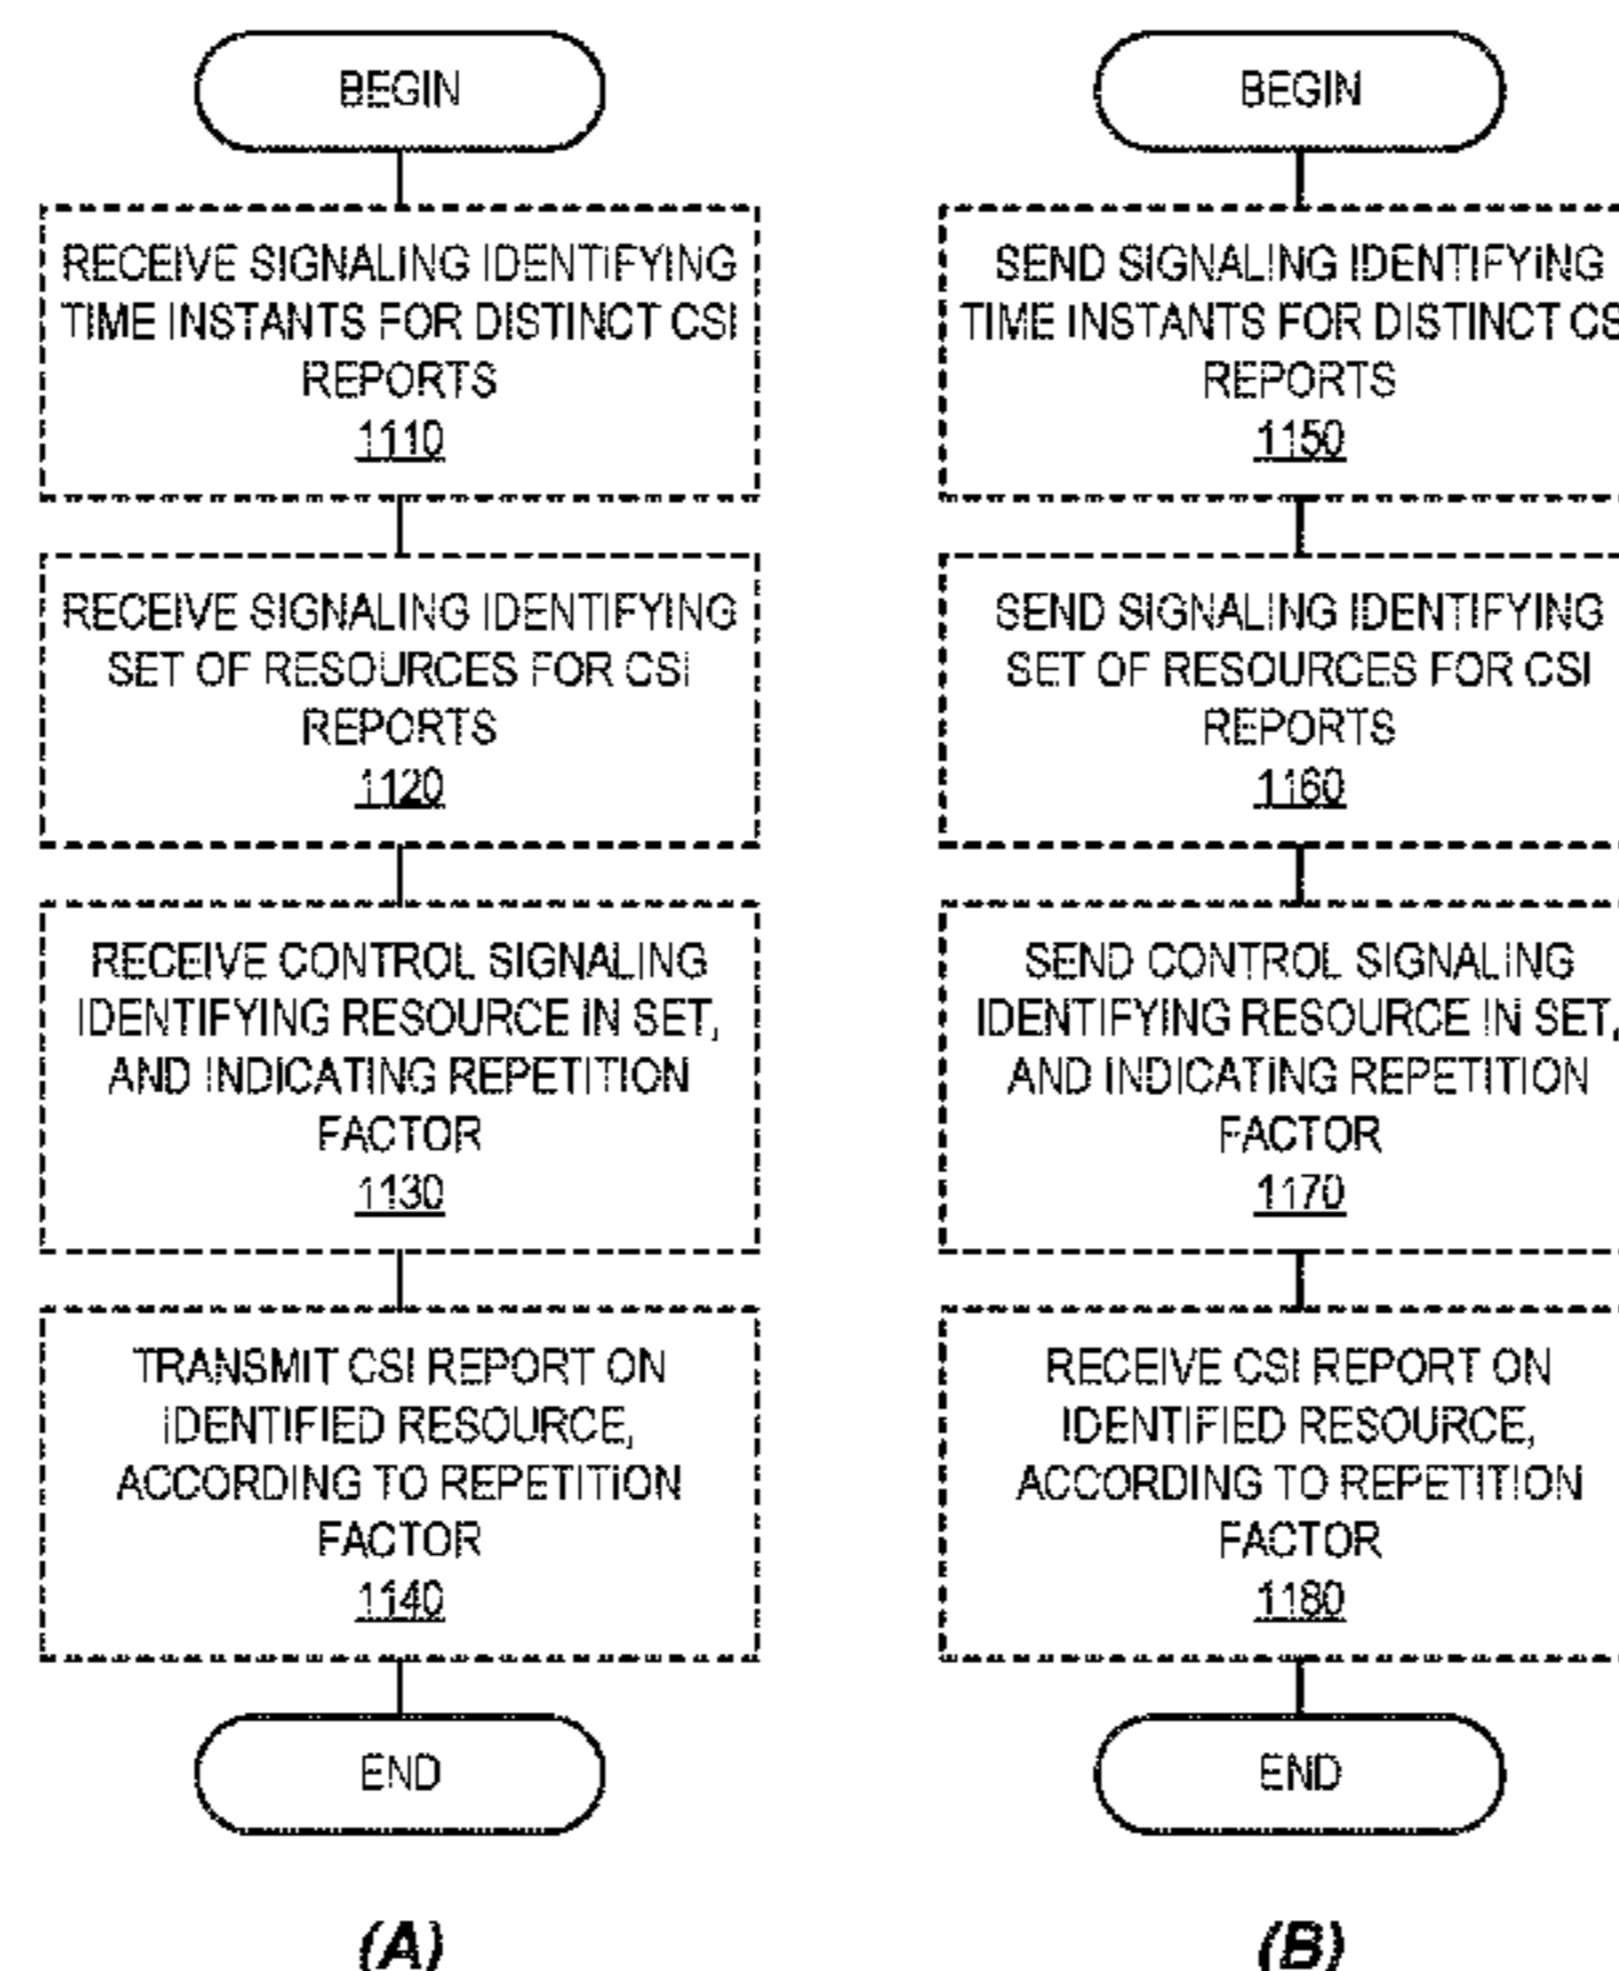 BEGIN
RECEIVE SIGNALING IDENTIFYING
TIME INSTANTS FOR DISTINCT CSI
REPORTS
1110
RECEIVE SIGNALING IDENTIFYING
SET OF RESOURCES FOR CSI
REPORTS
1120
RECEIVE CONTROL SIGNALING
IDENTIFYING RESOURCE IN SET,
AND INDICATING REPETITION
FACTOR
1130
TRANSMIT CSI REPORT ON
IDENTIFIED RESOURCE,
ACCORDING TO REPETITION
FACTOR
1140
END
(A)
BEGIN
SEND SIGNALING IDENTIFYING
TIME INSTANTS FOR DISTINCT CS
REPORTS
1150
SEND SIGNALING IDENTIFYING
SET OF RESOURCES FOR CSI
REPORTS
1160
SEND CONTROL SIGNALING
IDENTIFYING RESOURCE IN SET,
AND INDICATING REPETITION
FACTOR
1170
RECEIVE CSI REPORT ON
IDENTIFIED RESOURCE,
ACCORDING TO REPETITION
FACTOR
1180
END
(B)